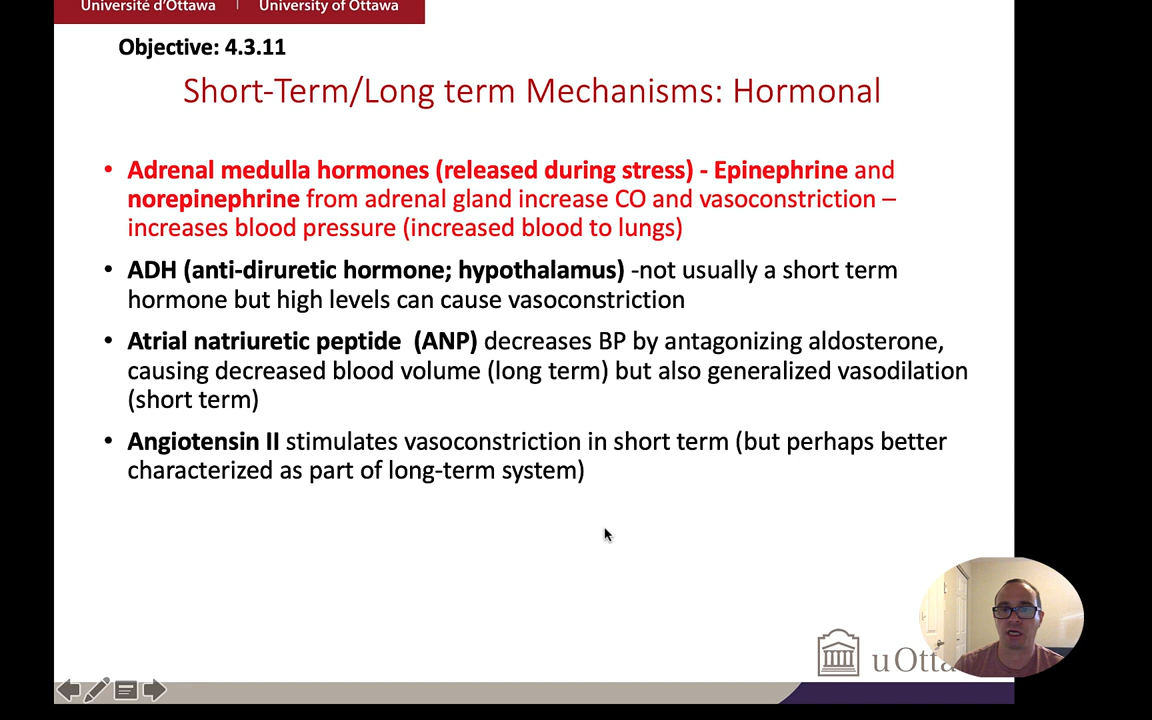 Université d'Ottawa | University of Ottawa
Objective: 4.3.11
Short-Term/Long term Mechanisms: Hormonal
• Adrenal medulla hormones (released during stress) - Epinephrine and
norepinephrine from adrenal gland increase CO and vasoconstriction –
increases blood pressure (increased blood to lungs)
• ADH (anti-diruretic hormone; hypothalamus) -not usually a short term
hormone but high levels can cause vasoconstriction
• Atrial natriuretic peptide (ANP) decreases BP by antagonizing aldosterone,
causing decreased blood volume (long term) but also generalized vasodilation
(short term)
• Angiotensin II stimulates vasoconstriction in short term (but perhaps better
characterized as part of long-term system)